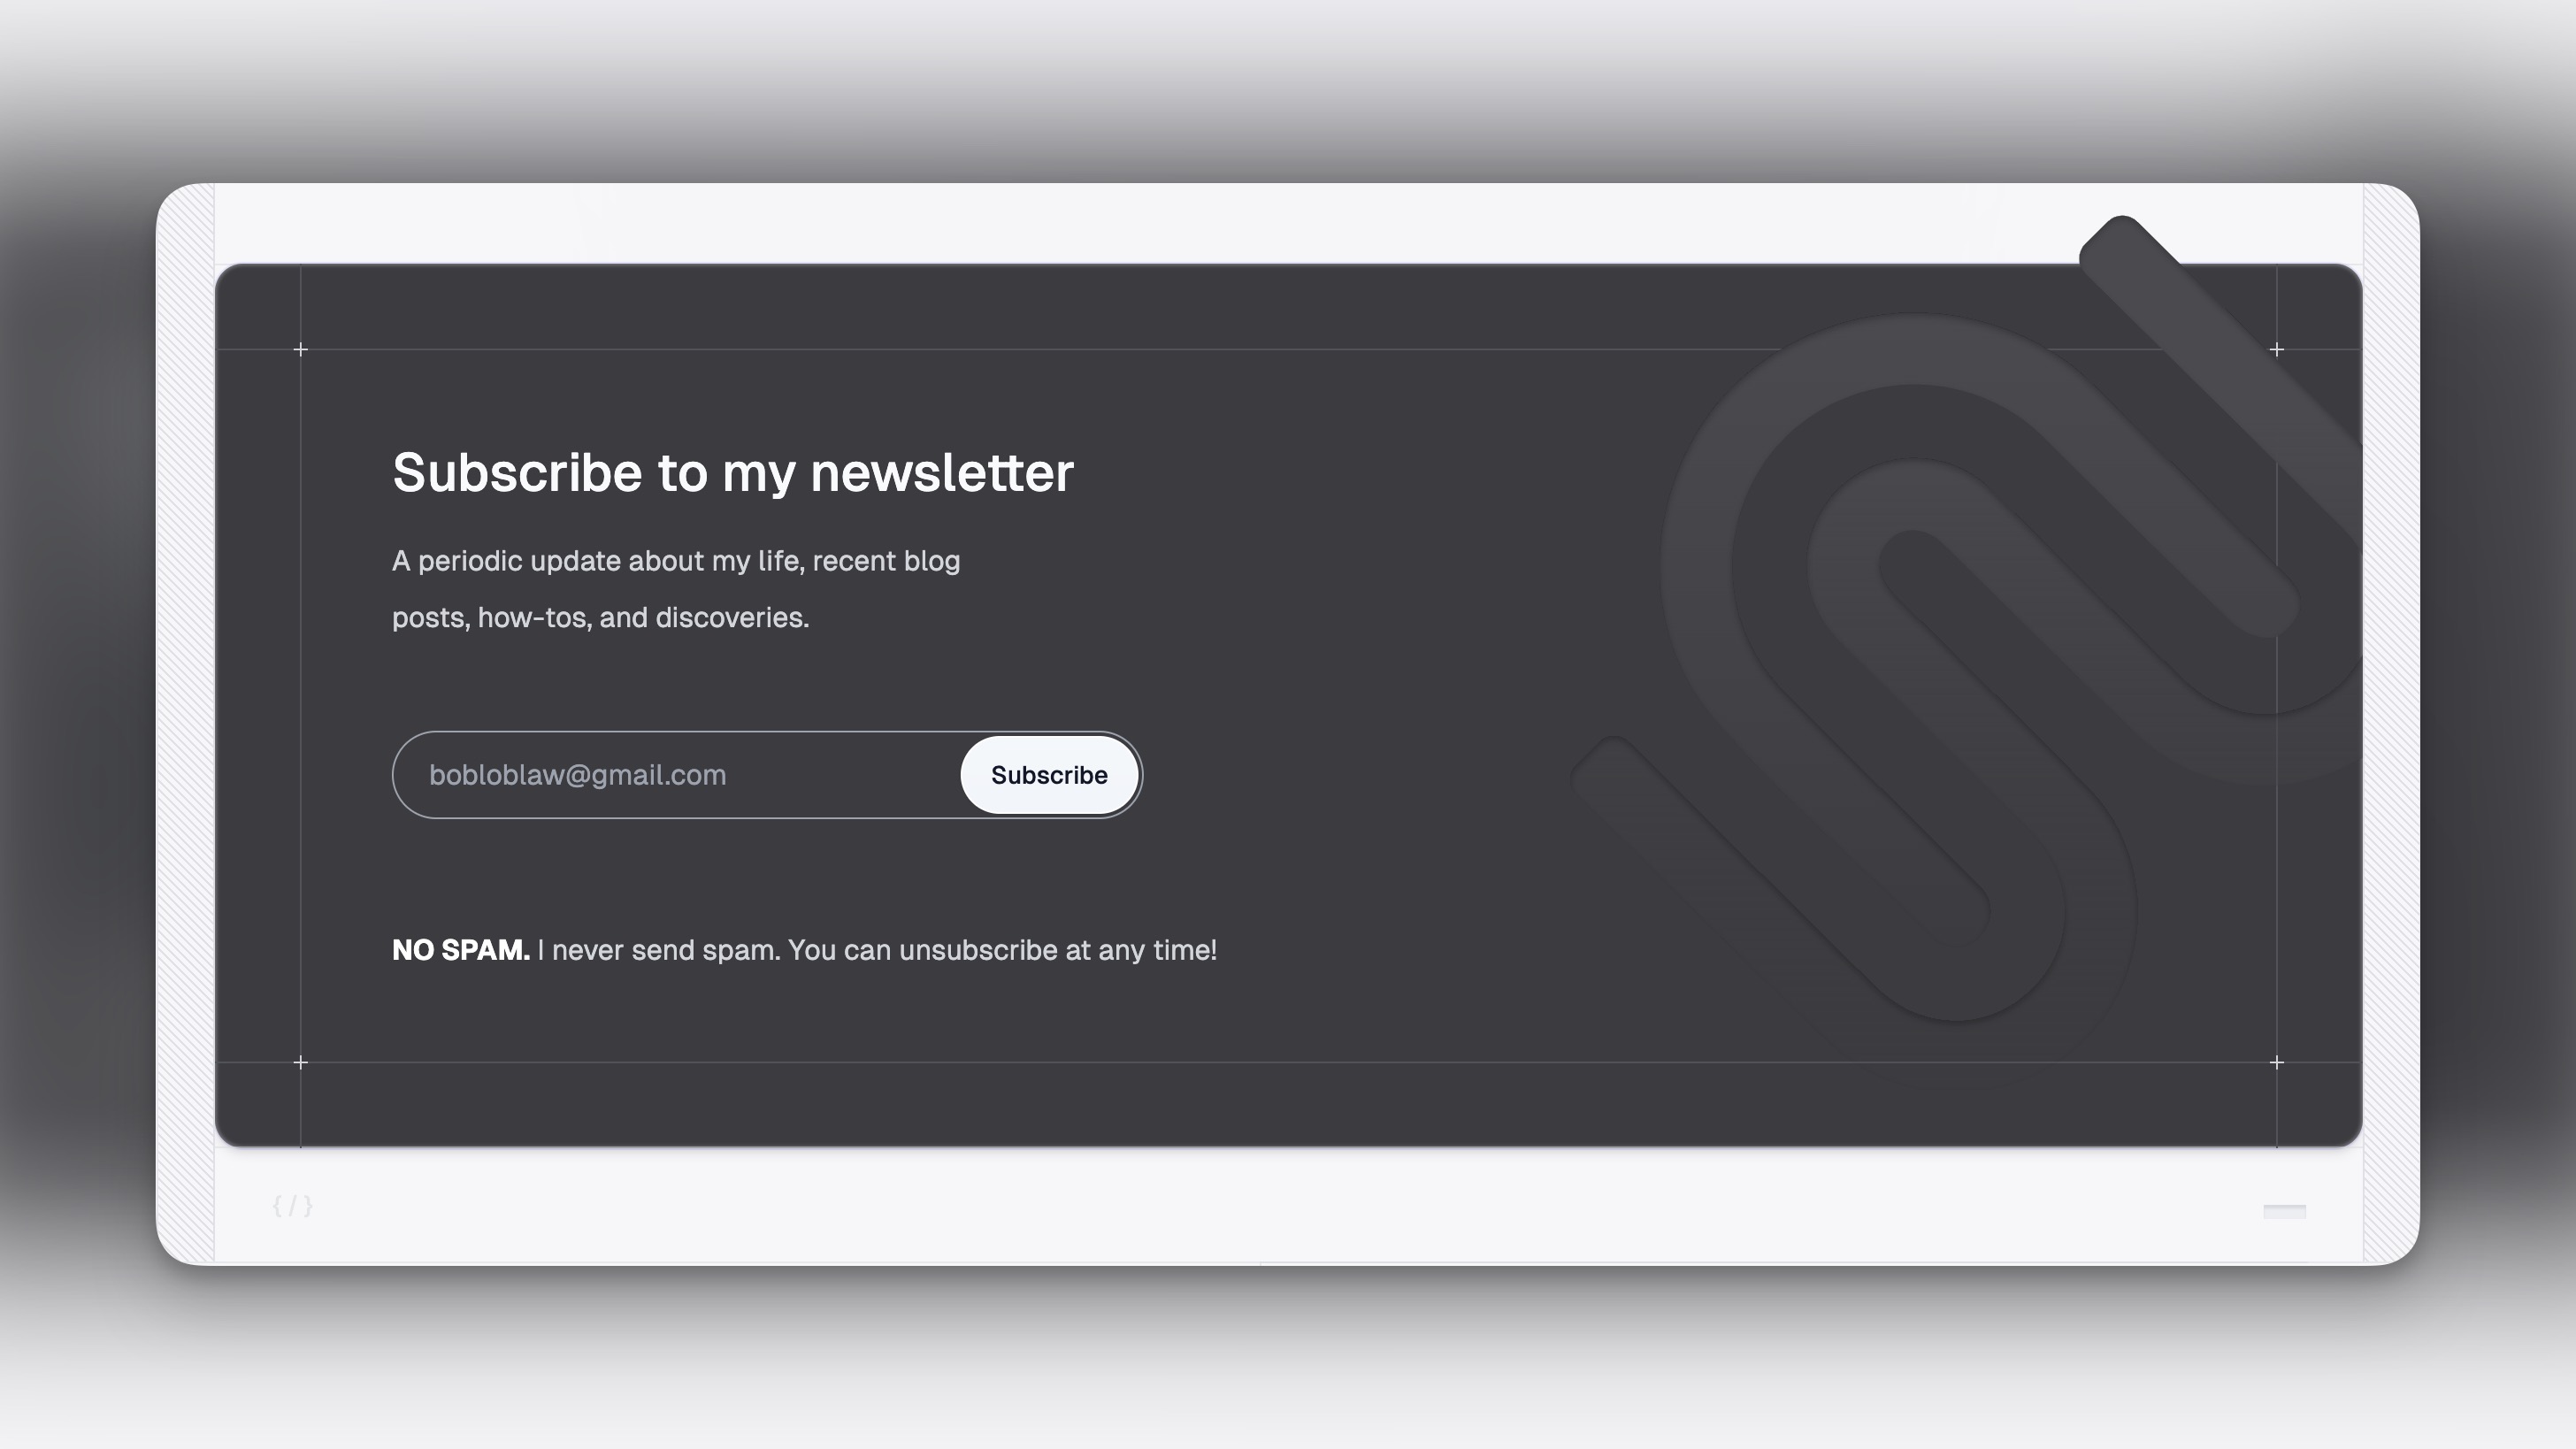 Subscribe to my newsletter
A periodic update about my life, recent blog
posts, how-tos, and discoveries.
bobloblaw@gmail.com
Subscribe
NO SPAM. I never send spam. You can unsubscribe at any time!
{/}